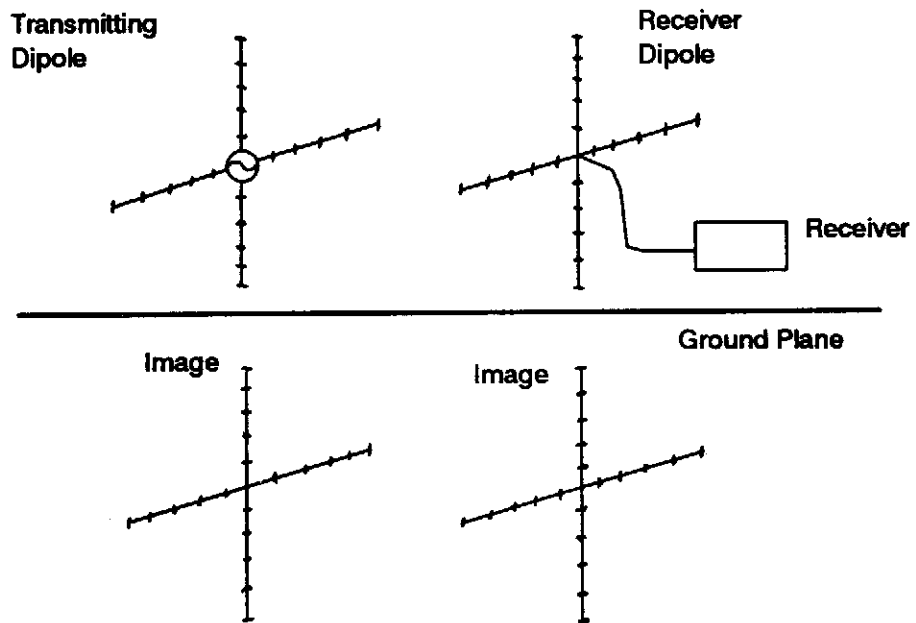 Transmitting
Dipole
Receiver
Dipole
Receiver
Ground Plane
Image
Image